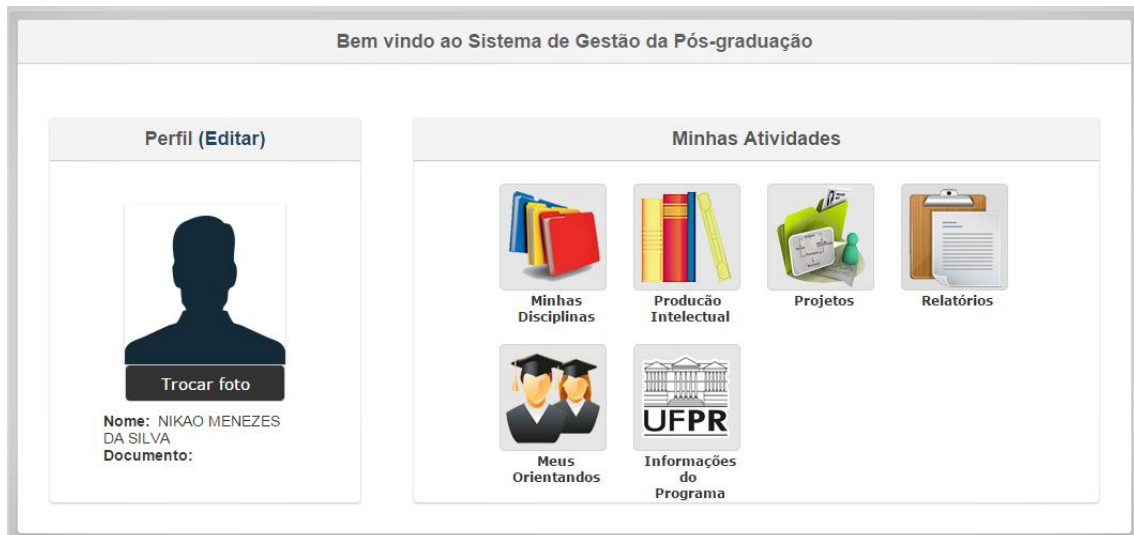 Bem vindo ao Sistema de Gestão da Pós-graduação
Perfil (Editar)
Trocar foto
Nome: NIKAO MENEZES
DA SILVA
Documento:
Minhas Atividades
Minhas
Disciplinas
Producão
Intelectual
Projetos
Relatórios
Meus
Orientandos
UFPR
Informações
do
Programa